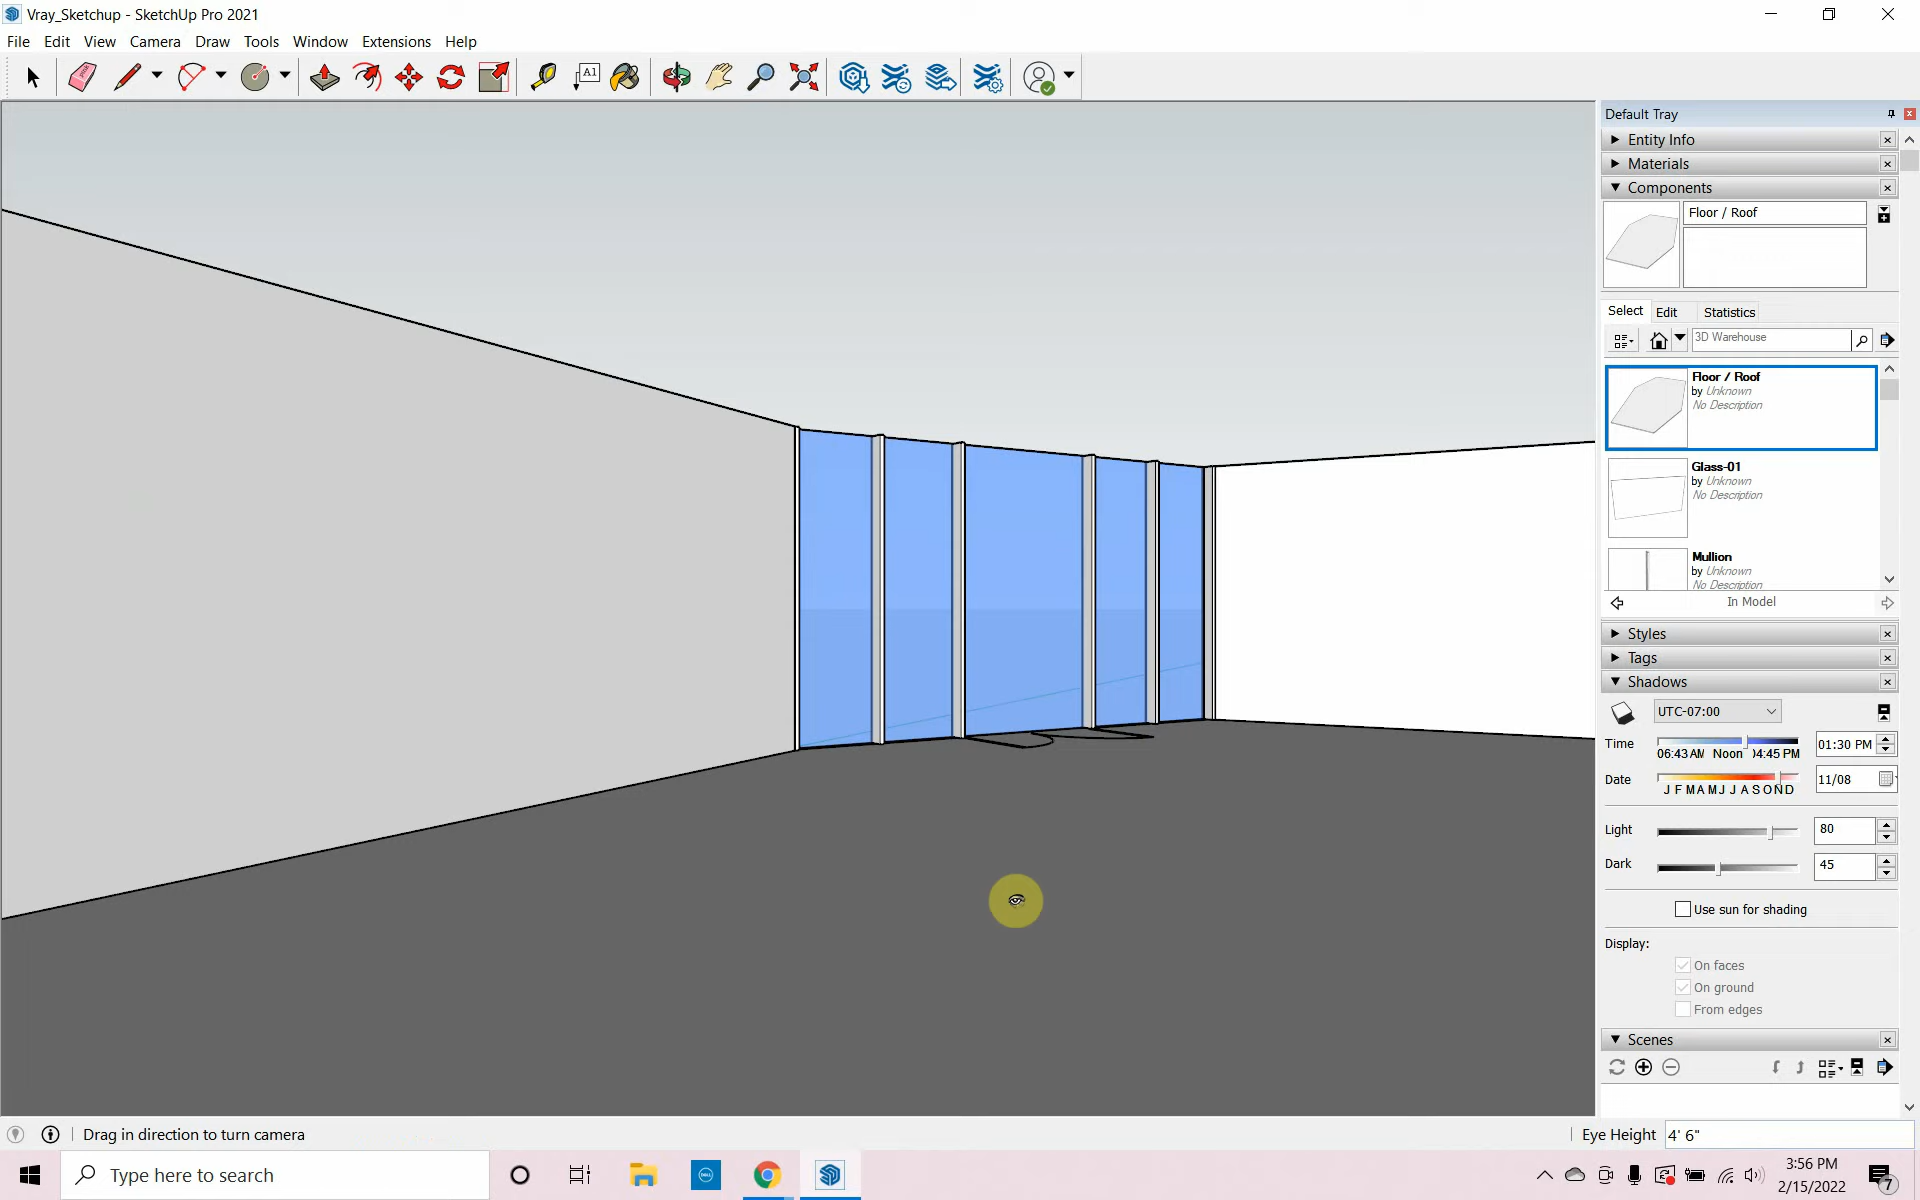 Vray_Sketchup - SketchUp Pro 2021
File Edit View Camera Draw Tools Window Extensions Help
A1
Default Tray
Entity Info
Materials
Components
Floor / Roof
Select Edit Statistics
3D Warehouse
Floor / Roof
by Unknown
No Description
Glass-01
by Unknown
No Description
Mullion
by Unknown
No Description
In Model
Styles
Tags
Shadows
UTC-07:00
Time 01:30 PM
06:43 AM Noon 04:45 PM
Date 11/08
J F M A M J J A S O N D
Light 80
Dark 45
Use sun for shading
Display:
On faces
On ground
From edges
Scenes
Drag in direction to turn camera
Eye Height 4' 6"
Type here to search
DELL
3:56 PM
2/15/2022
7